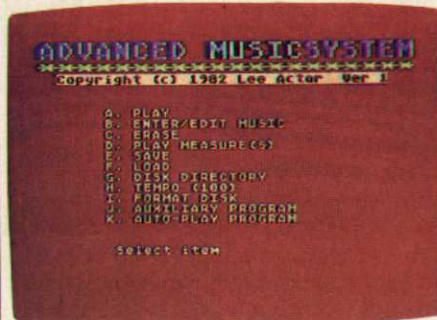 ADVANCED MUSICSYSTEM
Copyright (c) 1982 Lee Actor Ver 1
A. PLAY
B. ENTER/EDIT MUSIC
C. ERASE
D. PLAY MEASURE(S)
E. SAVE
F. LOAD
G. DISK DIRECTORY
H. TEMPO (100)
I. FORMAT DISK
J. AUXILIARY PROGRAM
K. AUTO-PLAY PROGRAM
Select item